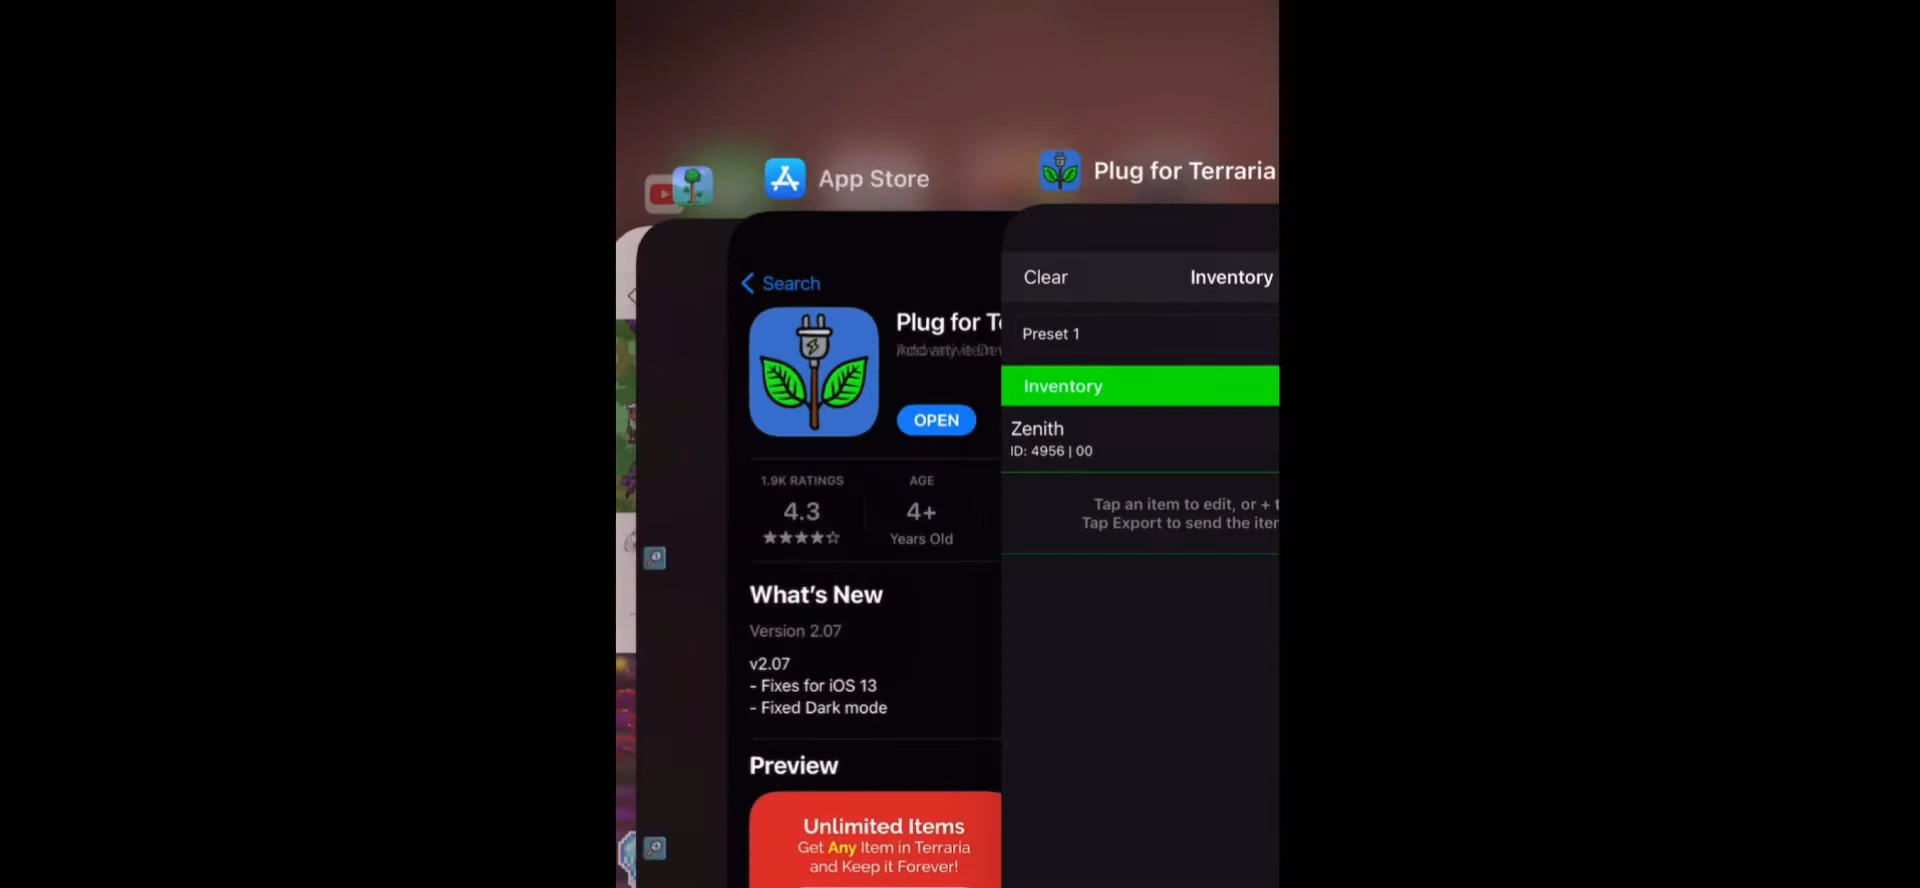 App Store
Plug for Terraria
Search
Plug for
OPEN
1.9K RATINGS
4.3
AGE
4+
Years Old
What's New
Version 2.07
v2.07
- Fixes for iOS 13
- Fixed Dark mode
Preview
Unlimited Items
Get Any Item in Terraria
and Keep it Forever!
Clear
Inventory
Preset 1
Inventory
Zenith
ID: 4956 | 00
Tap an item to edit, or +
Tap Export to send the